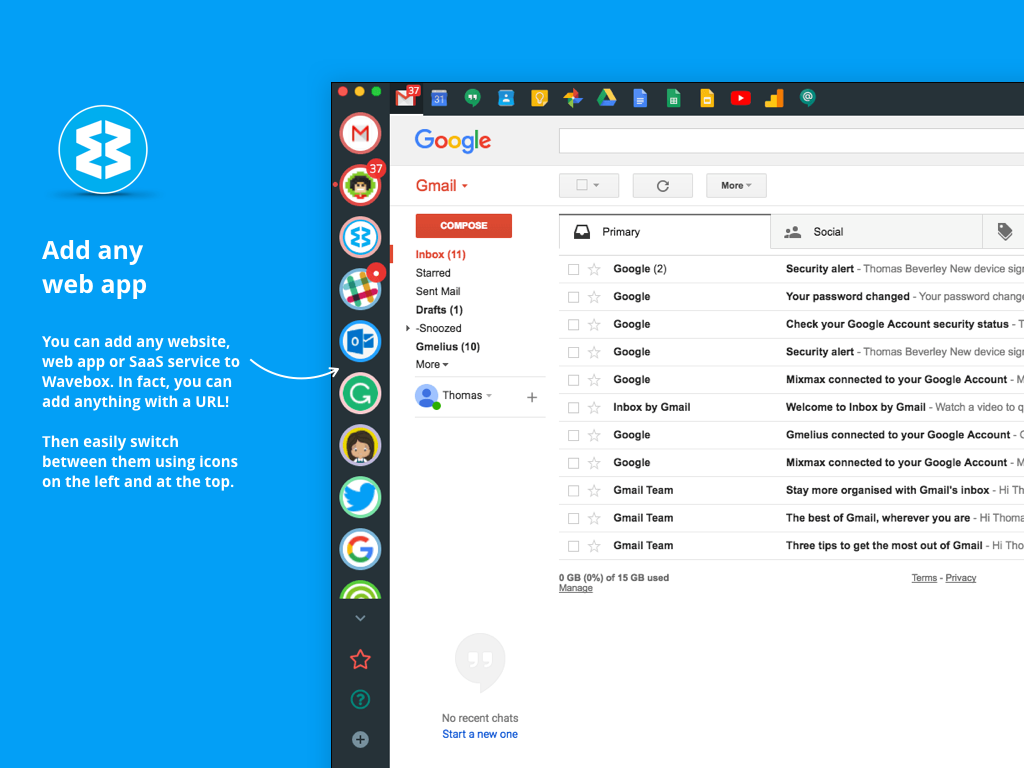 Add any
web app
You can add any website,
web app or SaaS service to
Wavebox. In fact, you can
add anything with a URL!
Then easily switch
between them using icons
on the left and at the top.
37
31
37
Google
Gmail
More
COMPOSE
Inbox (11)
Starred
Sent Mail
Drafts (1)
-Snoozed
Gmelius (10)
More
Thomas
+
Primary
Social
Google (2) Security alert - Thomas Beverley New device sign
Google Your password changed - Your password change
Google Check your Google Account security status - T
Google Security alert - Thomas Beverley New device sign
Google Mixmax connected to your Google Account - M
Inbox by Gmail Welcome to Inbox by Gmail - Watch a video to q
Google Gmelius connected to your Google Account - G
Google Mixmax connected to your Google Account - M
Gmail Team Stay more organised with Gmail's inbox - Hi T
Gmail Team The best of Gmail, wherever you are - Hi Thoma
Gmail Team Three tips to get the most out of Gmail - Hi Tho
0 GB (0%) of 15 GB used
Manage
Terms - Privacy
No recent chats
Start a new one